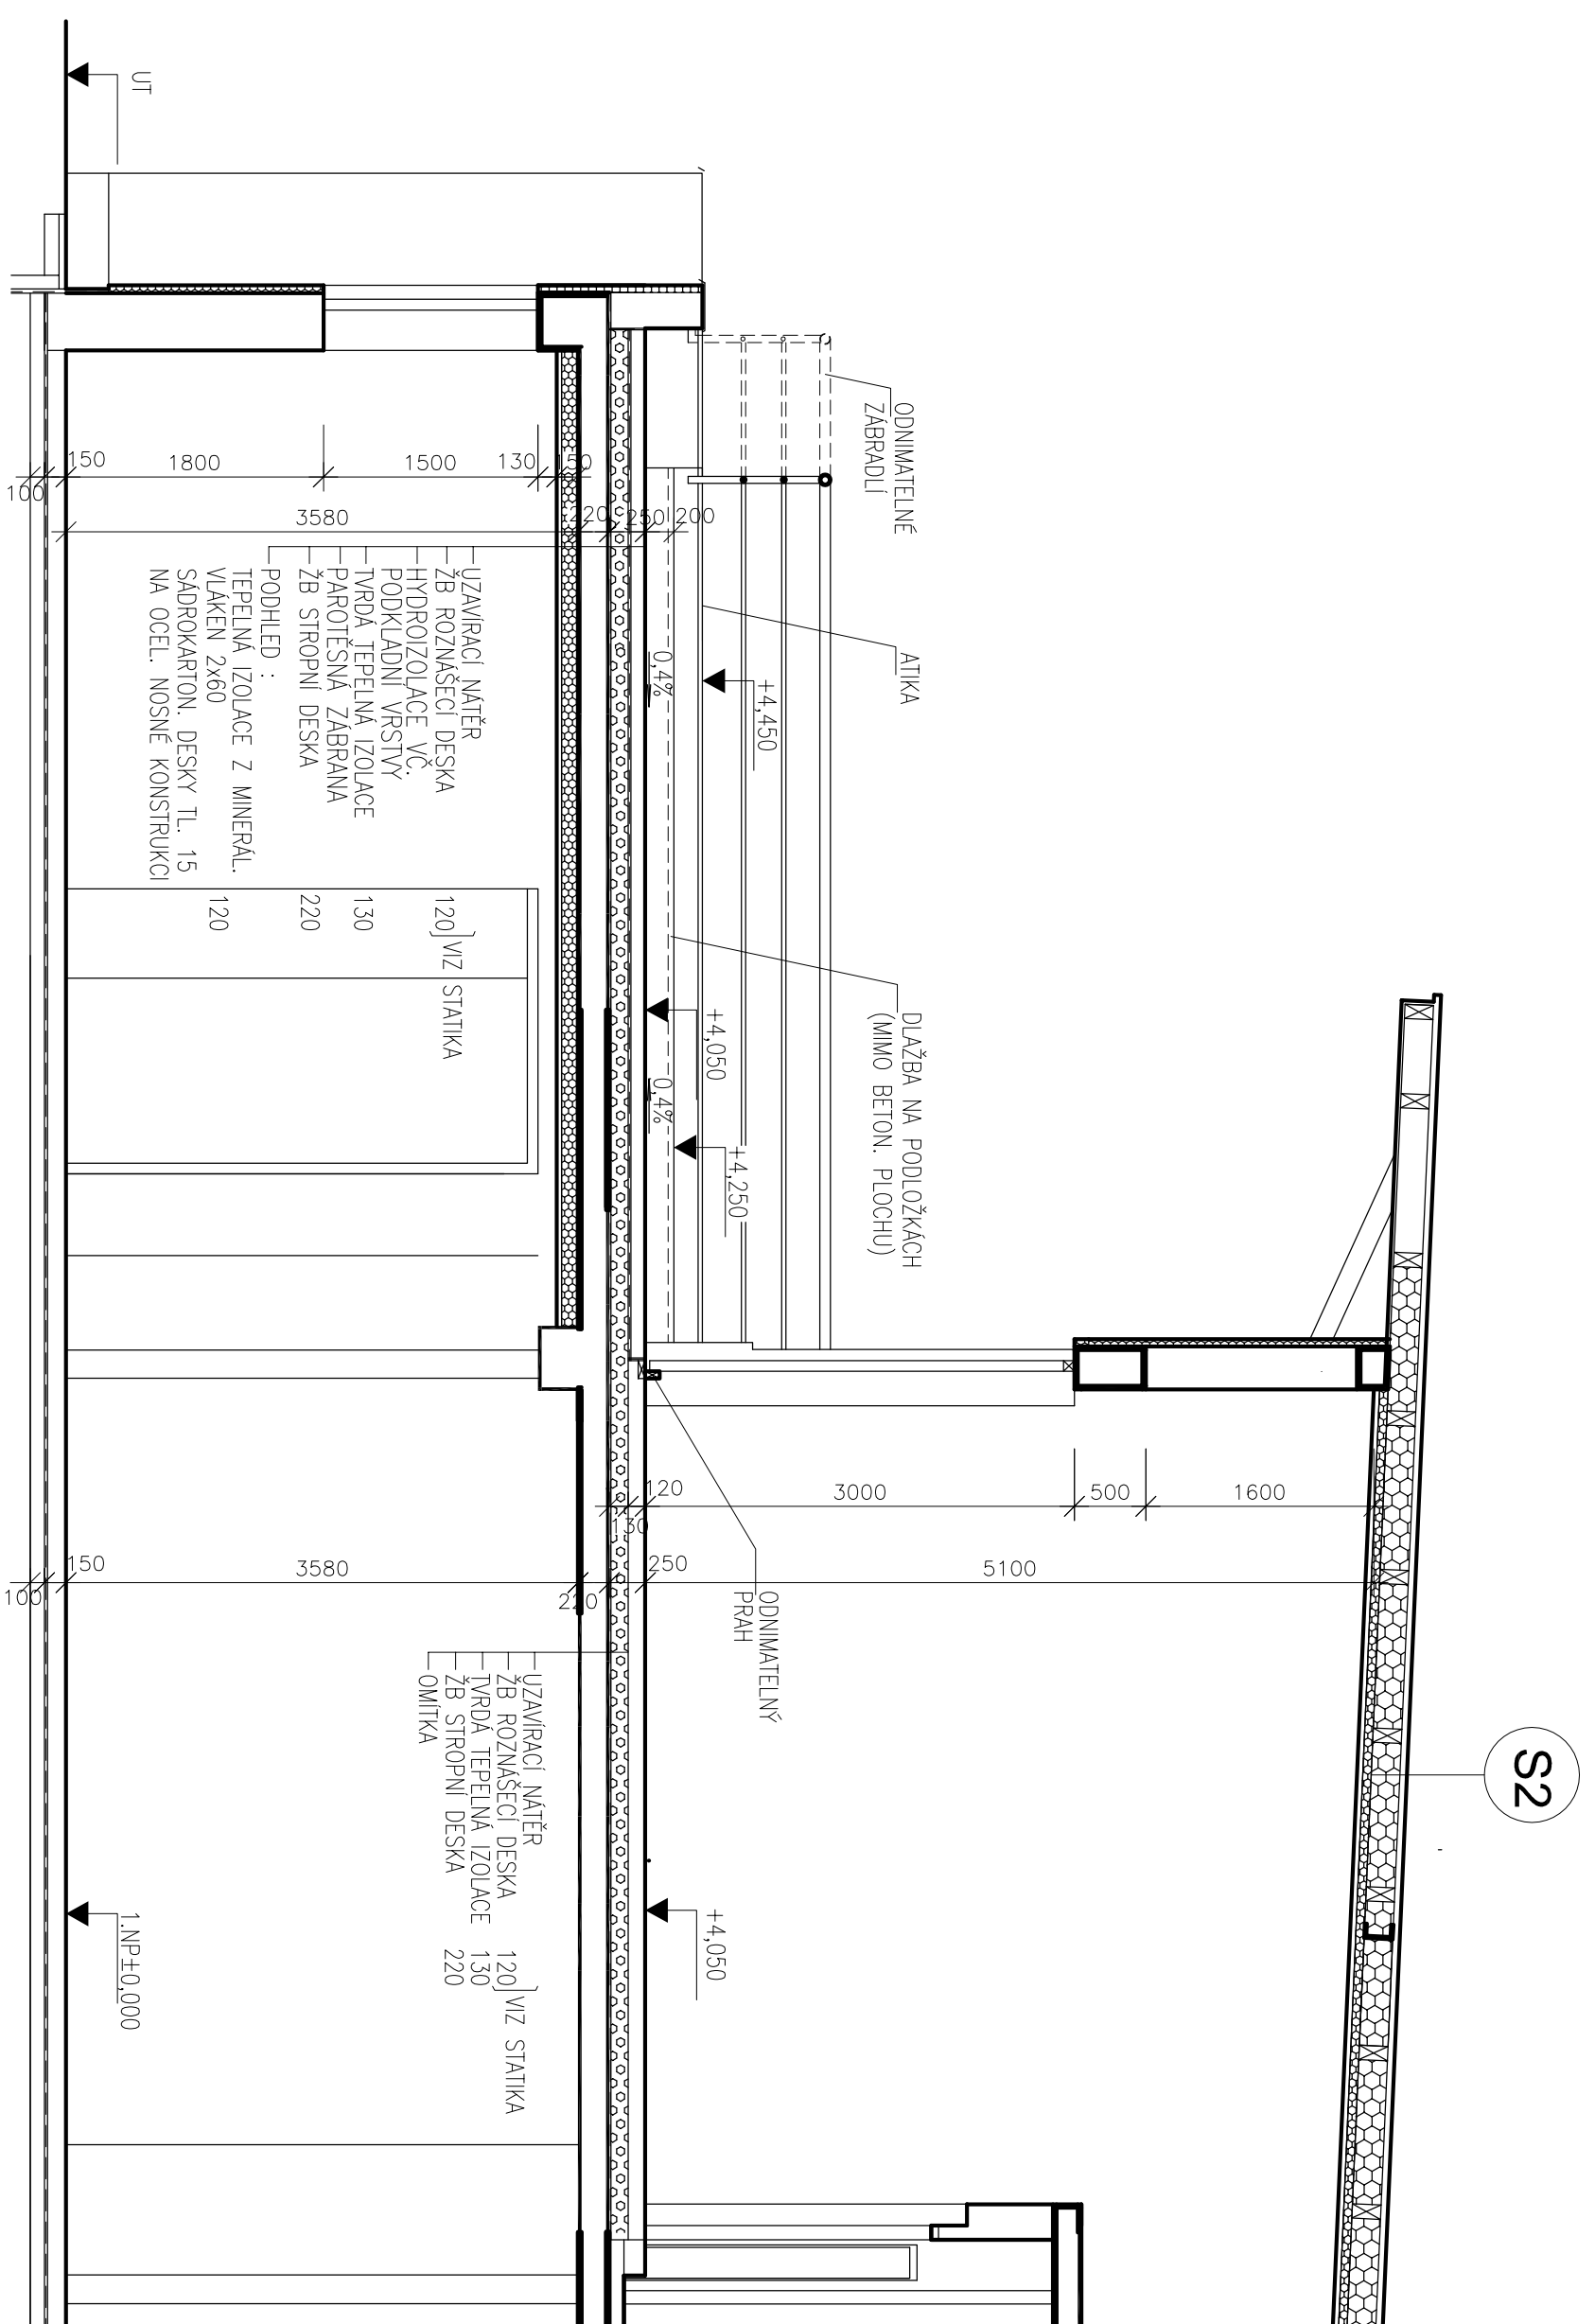 S2
ODNIMATELNÉ
ZÁBRADLÍ
ATIKA
+4,450
DLAŽBA NA PODLOŽKÁCH
(MIMO BETON. PLOCHU)
+4,050
+4,250
0,4%
0,4%
ODNIMATELNÝ
PRAH
+4,050
120
3000
500
1600
130
150
3580
220
250
5100
100
150
1800
1500
130
150
100
3580
220
250
200
UZAVÍRACÍ NÁTĚR
ŽB ROZNÁŠECÍ DESKA 120 VIZ STATIKA
HYDROIZOLACE VČ.
PODKLADNÍ VRSTVY
TVRDÁ TEPELNÁ IZOLACE 130
PAROTĚSNÁ ZÁBRANA
ŽB STROPNÍ DESKA 220
PODHLED :
TEPELNÁ IZOLACE Z MINERÁL.
VLÁKEN 2x60 120
SÁDROKARTON. DESKY TL. 15
NA OCEL. NOSNÉ KONSTRUKCI
UZAVÍRACÍ NÁTĚR
ŽB ROZNÁŠECÍ DESKA 120 VIZ STATIKA
TVRDÁ TEPELNÁ IZOLACE 130
ŽB STROPNÍ DESKA 220
OMÍTKA
UT
1.NP±0,000